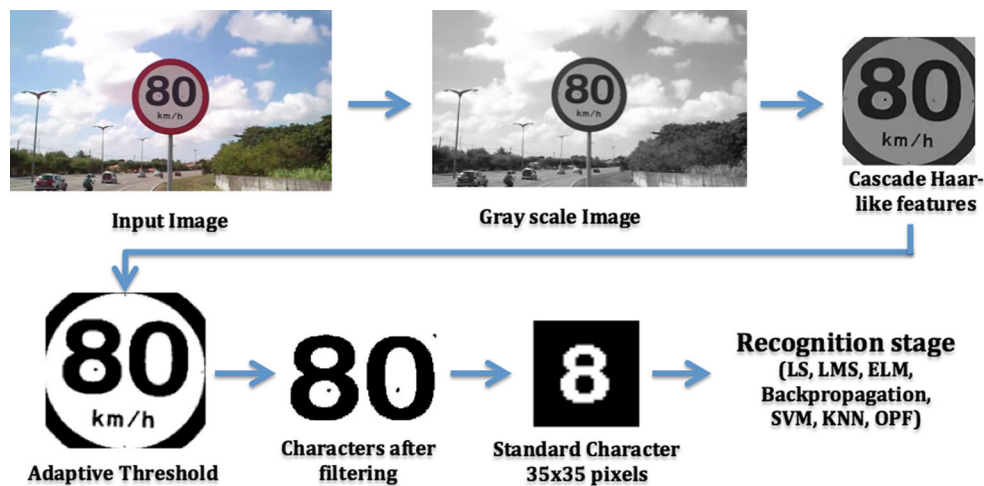 80
km/h
80
km/h
80
km/h
Input Image
Gray scale Image
Cascade Haar-
like features
80
km/h
80
8
Recognition stage
(LS, LMS, ELM,
Backpropagation,
SVM, KNN, OPF)
Adaptive Threshold
Characters after
filtering
Standard Character
35x35 pixels